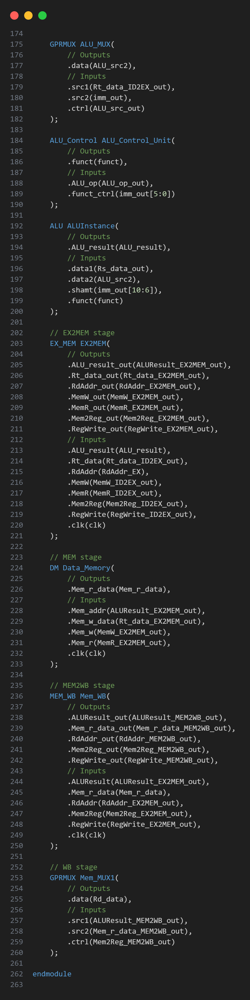 174
175      GPRMUX ALU_MUX(
176          // Outputs
177          .data(ALU_src2),
178          // Inputs
179          .src1(Rt_data_ID2EX_out),
180          .src2(imm_out),
181          .ctrl(ALU_src_out)
182      );
183
184      ALU_Control ALU_Control_Unit(
185          // Outputs
186          .funct(funct),
187          // Inputs
188          .ALU_op(ALU_op_out),
189          .funct_ctrl(imm_out[5:0])
190      );
191
192      ALU ALUInstance(
193          // Outputs
194          .ALU_result(ALU_result),
195          // Inputs
196          .data1(Rs_data_out),
197          .data2(ALU_src2),
198          .shamt(imm_out[10:6]),
199          .funct(funct)
200      );
201
202      // EX2MEM stage
203      EX_MEM EX2MEM(
204          // Outputs
205          .ALU_result_out(ALUResult_EX2MEM_out),
206          .Rt_data_out(Rt_data_EX2MEM_out),
207          .RdAddr_out(RdAddr_EX2MEM_out),
208          .MemW_out(MemW_EX2MEM_out),
209          .MemR_out(MemR_EX2MEM_out),
210          .Mem2Reg_out(Mem2Reg_EX2MEM_out),
211          .RegWrite_out(RegWrite_EX2MEM_out),
212          // Inputs
213          .ALU_result(ALU_result),
214          .Rt_data(Rt_data_ID2EX_out),
215          .RdAddr(RdAddr_EX),
216          .MemW(MemW_ID2EX_out),
217          .MemR(MemR_ID2EX_out),
218          .Mem2Reg(Mem2Reg_ID2EX_out),
219          .RegWrite(RegWrite_ID2EX_out),
220          .clk(clk)
221      );
222
223      // MEM stage
224      DM Data_Memory(
225          // Outputs
226          .Mem_r_data(Mem_r_data),
227          // Inputs
228          .Mem_addr(ALUResult_EX2MEM_out),
229          .Mem_w_data(Rt_data_EX2MEM_out),
230          .Mem_w(MemW_EX2MEM_out),
231          .Mem_r(MemR_EX2MEM_out),
232          .clk(clk)
233      );
234
235      // MEM2WB stage
236      MEM_WB Mem_WB(
237          // Outputs
238          .ALUResult_out(ALUResult_MEM2WB_out),
239          .Mem_r_data_out(Mem_r_data_MEM2WB_out),
240          .RdAddr_out(RdAddr_MEM2WB_out),
241          .Mem2Reg_out(Mem2Reg_MEM2WB_out),
242          .RegWrite_out(RegWrite_MEM2WB_out),
243          // Inputs
244          .ALUResult(ALUResult_EX2MEM_out),
245          .Mem_r_data(Mem_r_data),
246          .RdAddr(RdAddr_EX2MEM_out),
247          .Mem2Reg(Mem2Reg_EX2MEM_out),
248          .RegWrite(RegWrite_EX2MEM_out),
249          .clk(clk)
250      );
251
252      // WB stage
253      GPRMUX Mem_MUX1(
254          // Outputs
255          .data(Rd_data),
256          // Inputs
257          .src1(ALUResult_MEM2WB_out),
258          .src2(Mem_r_data_MEM2WB_out),
259          .ctrl(Mem2Reg_MEM2WB_out)
260      );
261
262  endmodule
263